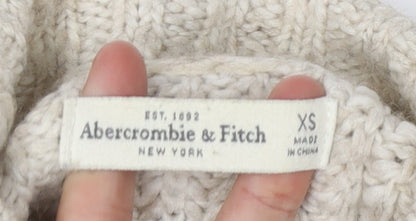 EST. 1892
Abercrombie & Fitch
NEW YORK
XS
MADE
IN CHINA